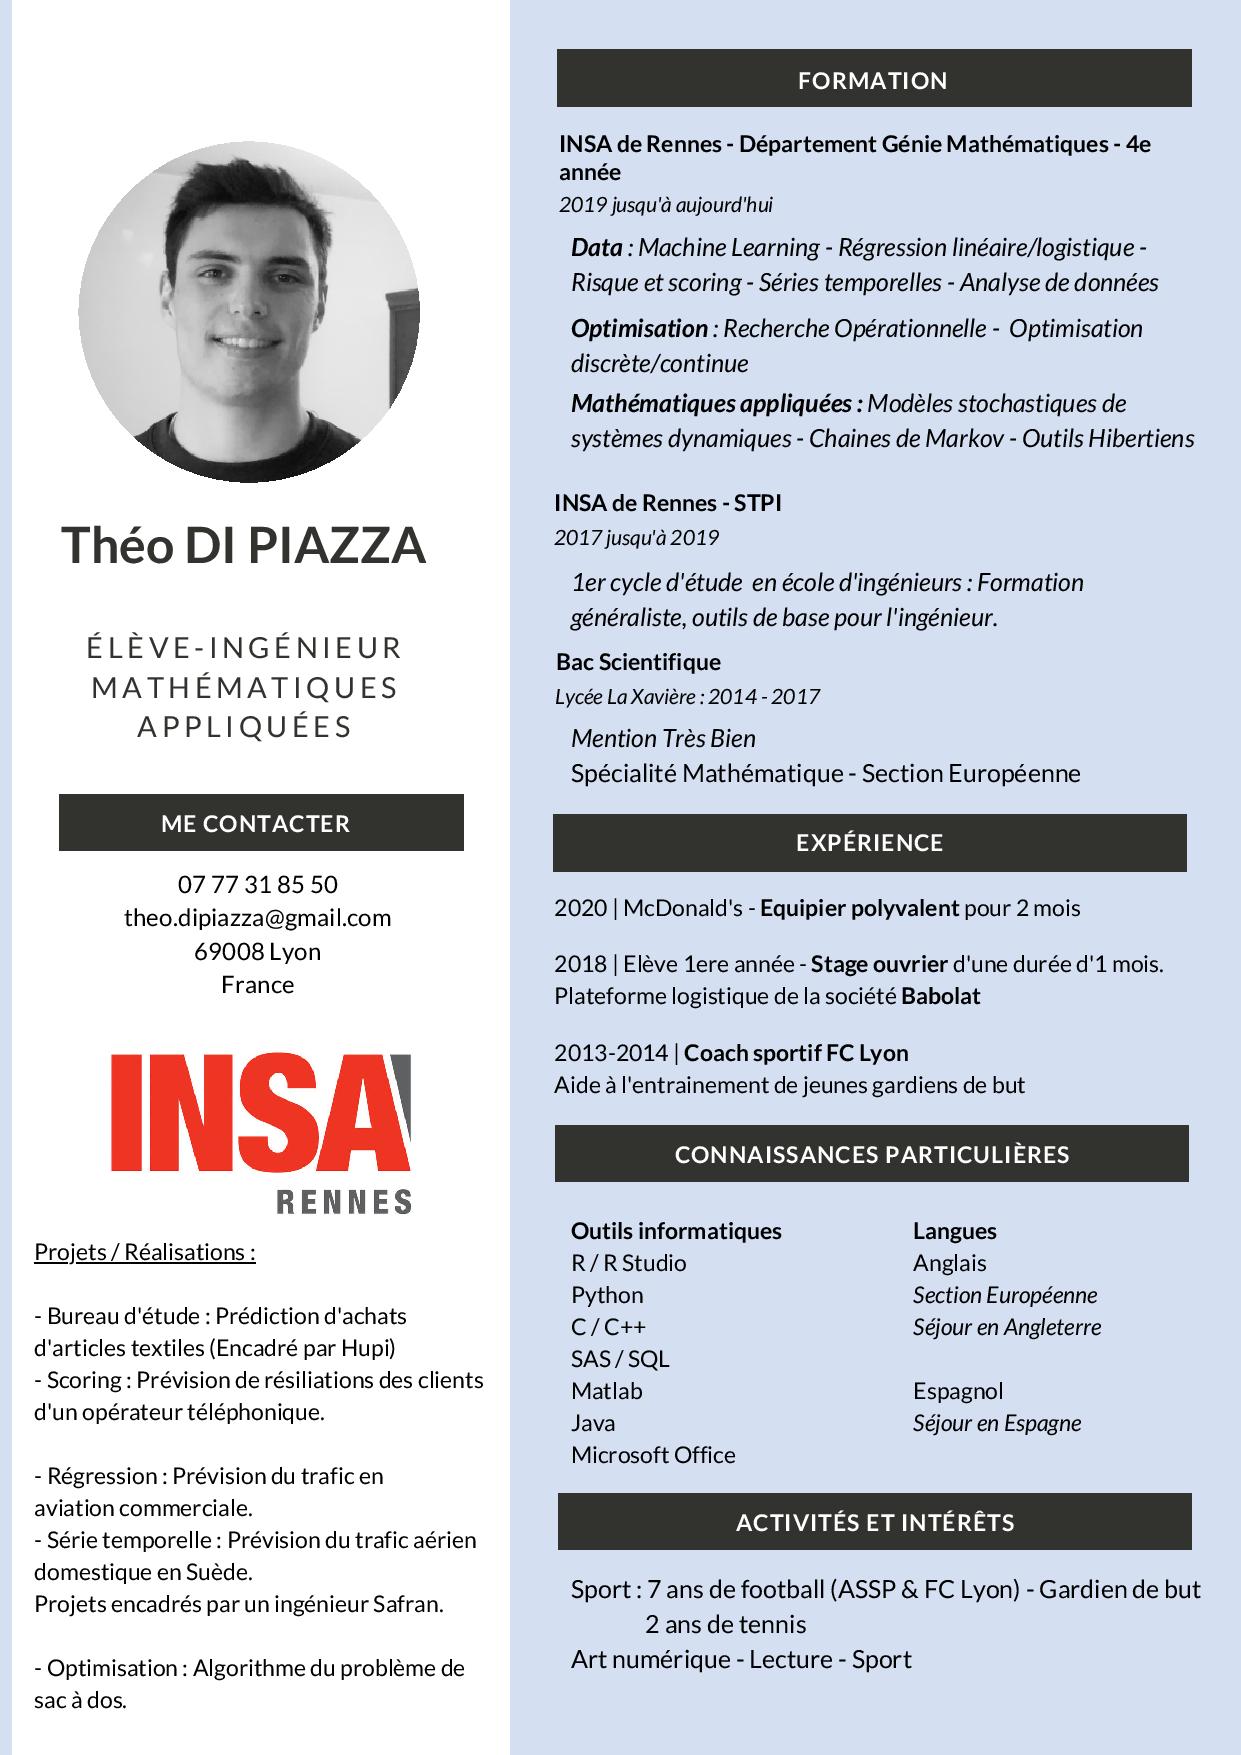 Théo DI PIAZZA
ÉLÈVE-INGÉNIEUR
MATHÉMATIQUES
APPLIQUÉES
ME CONTACTER
07 77 31 85 50
theo.dipiazza@gmail.com
69008 Lyon
France
INSA
RENNES
Projets / Réalisations :
- Bureau d'étude : Prédiction d'achats
d'articles textiles (Encadré par Hupi)
- Scoring : Prévision de résiliations des clients
d'un opérateur téléphonique.
- Régression : Prévision du trafic en
aviation commerciale.
- Série temporelle : Prévision du trafic aérien
domestique en Suède.
Projets encadrés par un ingénieur Safran.
- Optimisation : Algorithme du problème de
sac à dos.
FORMATION
INSA de Rennes - Département Génie Mathématiques - 4e
année
2019 jusqu'à aujourd'hui
Data : Machine Learning - Régression linéaire/logistique -
Risque et scoring - Séries temporelles - Analyse de données
Optimisation : Recherche Opérationnelle - Optimisation
discrète/continue
Mathématiques appliquées : Modèles stochastiques de
systèmes dynamiques - Chaines de Markov - Outils Hibertiens
INSA de Rennes - STPI
2017 jusqu'à 2019
1er cycle d'étude en école d'ingénieurs : Formation
généraliste, outils de base pour l'ingénieur.
Bac Scientifique
Lycée La Xavière : 2014 - 2017
Mention Très Bien
Spécialité Mathématique - Section Européenne
EXPÉRIENCE
2020 | McDonald's - Equipier polyvalent pour 2 mois
2018 | Elève 1ere année - Stage ouvrier d'une durée d'1 mois.
Plateforme logistique de la société Babolat
2013-2014 | Coach sportif FC Lyon
Aide à l'entrainement de jeunes gardiens de but
CONNAISSANCES PARTICULIÈRES
Outils informatiques
R / R Studio
Python
C / C++
SAS / SQL
Matlab
Java
Microsoft Office
Langues
Anglais
Section Européenne
Séjour en Angleterre
Espagnol
Séjour en Espagne
ACTIVITÉS ET INTÉRÊTS
Sport : 7 ans de football (ASSP & FC Lyon) - Gardien de but
2 ans de tennis
Art numérique - Lecture - Sport